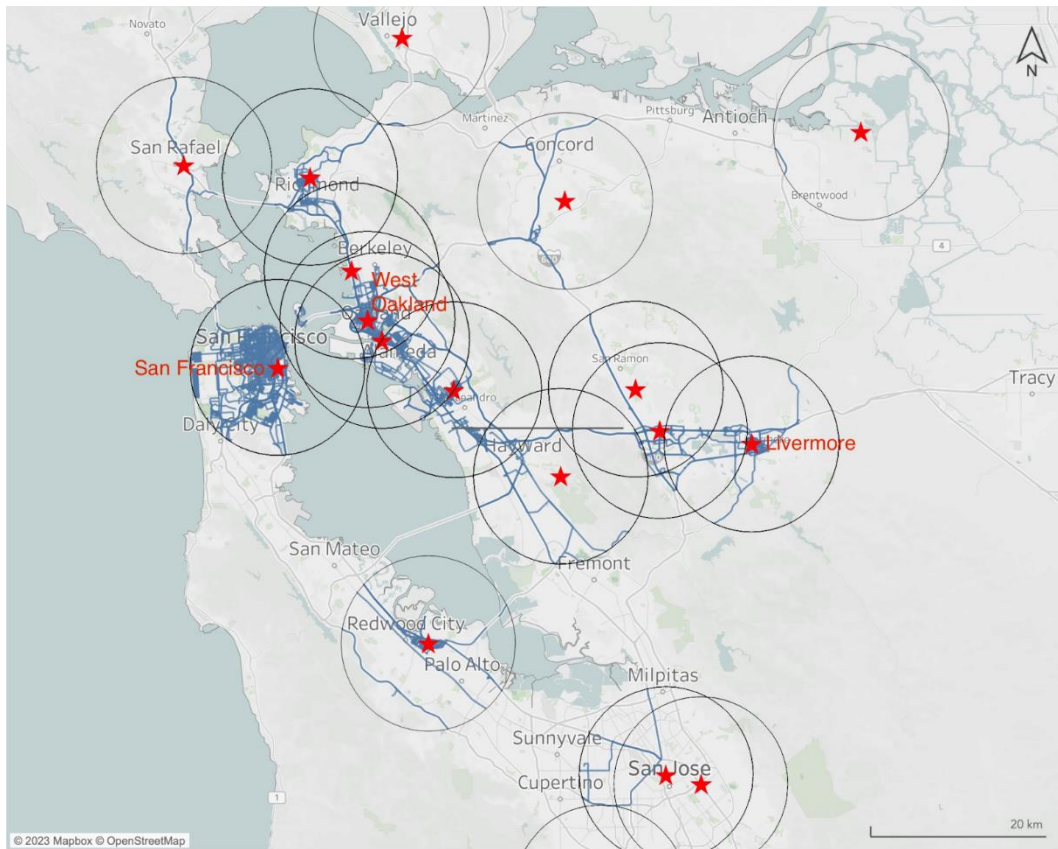 Novato
Vallejo
N
San Rafael
Martinez
Pittsburg
Antioch
Concord
Richmond
Brentwood
4
Berkeley
West
Oakland
San Francisco
Alameda
San Francisco
San Ramon
Tracy
Leandro
Daly City
Hayward
Livermore
San Mateo
Fremont
Redwood City
Palo Alto
Milpitas
Sunnyvale
San Jose
Cupertino
1
20 km
© 2023 Mapbox © OpenStreetMap